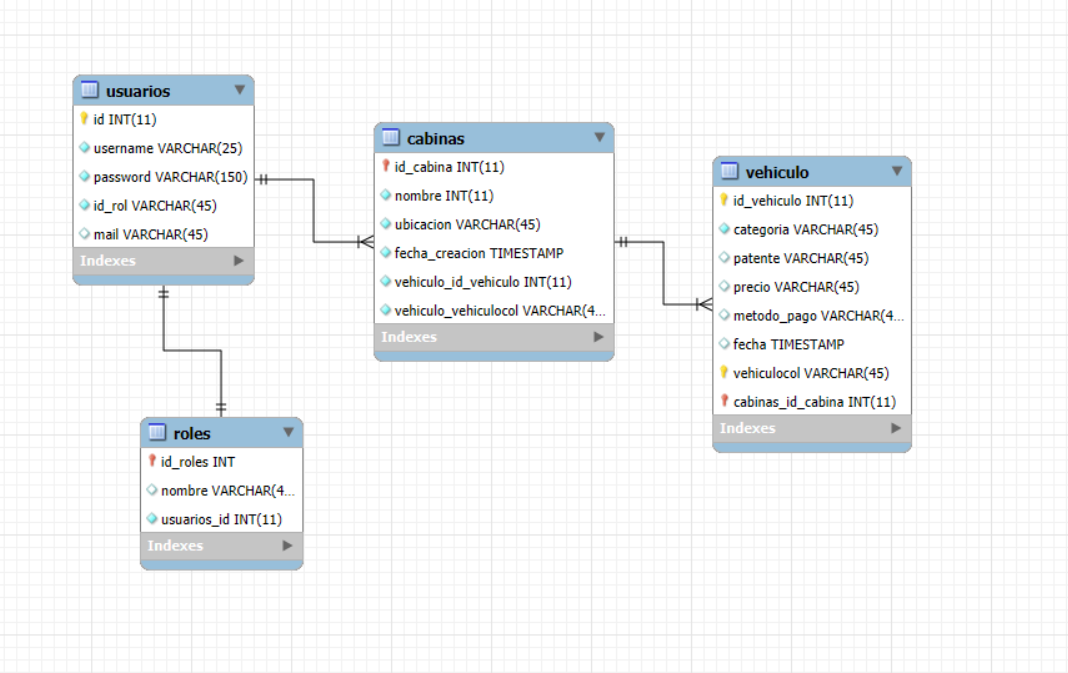 usuarios
id INT(11)
username VARCHAR(25)
password VARCHAR(150)
id_rol VARCHAR(45)
mail VARCHAR(45)
Indexes
cabinas
id_cabina INT(11)
nombre INT(11)
ubicacion VARCHAR(45)
fecha_creacion TIMESTAMP
vehiculo_id_vehiculo INT(11)
vehiculo_vehiculocol VARCHAR(4...
Indexes
vehiculo
id_vehiculo INT(11)
categoria VARCHAR(45)
patente VARCHAR(45)
precio VARCHAR(45)
metodo_pago VARCHAR(4...
fecha TIMESTAMP
vehiculocol VARCHAR(45)
cabinas_id_cabina INT(11)
Indexes
roles
id_roles INT
nombre VARCHAR(4...
usuarios_id INT(11)
Indexes